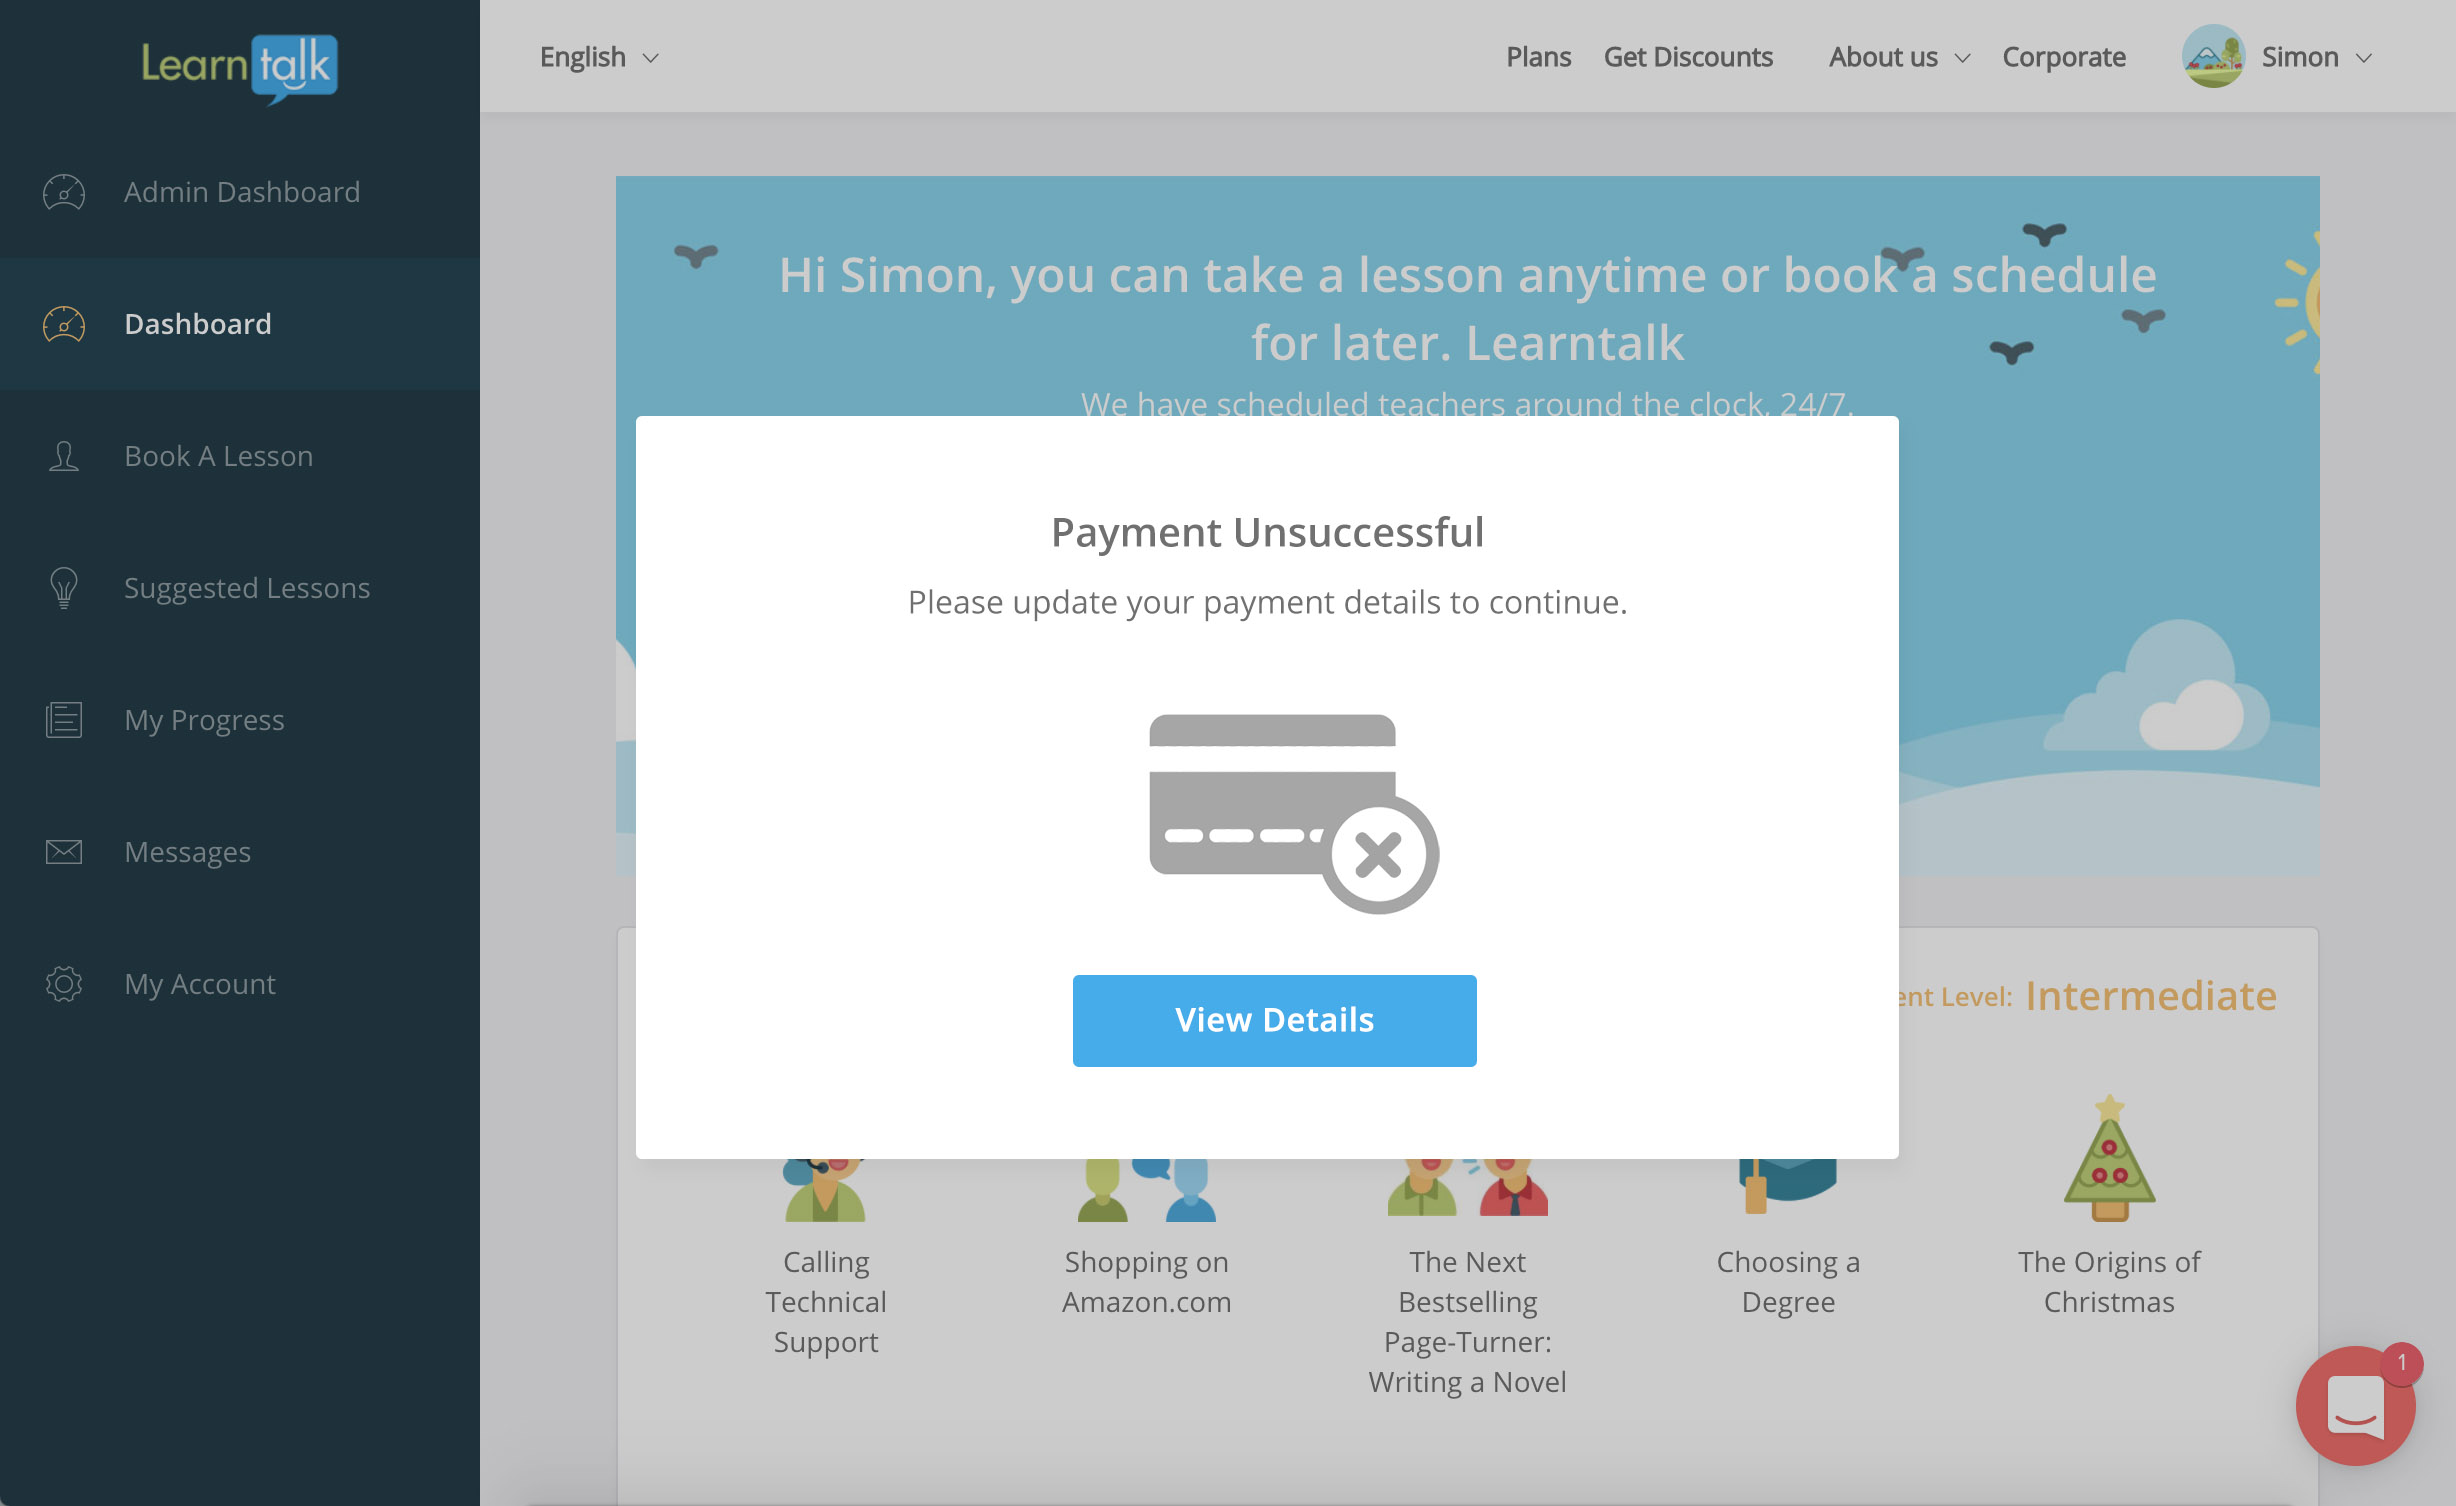 Learntalk
Admin Dashboard
Dashboard
Book A Lesson
Suggested Lessons
My Progress
Messages
My Account
English
Plans
Get Discounts
About us
Corporate
Simon
Hi Simon, you can take a lesson anytime or book a schedule
for later. Learntalk
We have scheduled teachers around the clock, 24/7.
Payment Unsuccessful
Please update your payment details to continue.
View Details
Level: Intermediate
Calling
Technical
Support
Shopping on
Amazon.com
The Next
Bestselling
Page-Turner:
Writing a Novel
Choosing a
Degree
The Origins of
Christmas
1